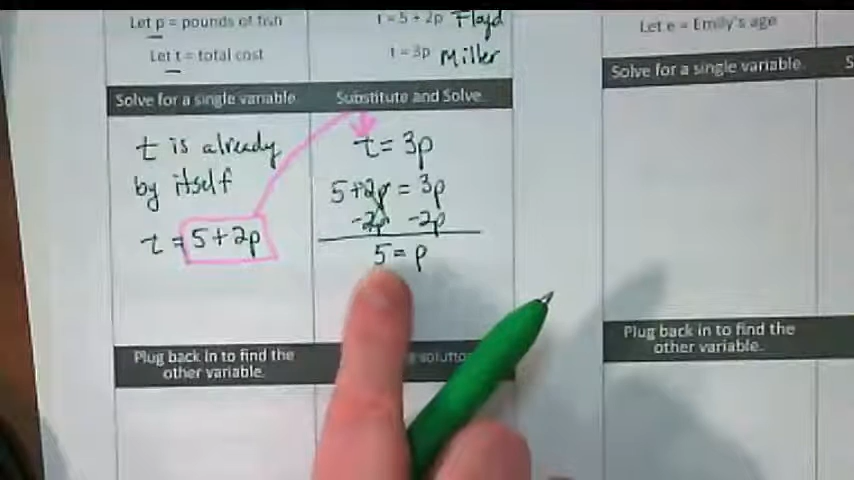 Let p = pounds of fish
t = 5 + 2p Floyd
Let t = total cost
t = 3p Miller
Let e = Emily's age
Solve for a single variable.
Substitute and Solve.
Solve for a single variable.
S
t is already
by itself
t = 5+2p
t = 3p
5+2p = 3p
-2p -2p
5 = p
Plug back in to find the
other variable.
solution
Plug back in to find the
other variable.